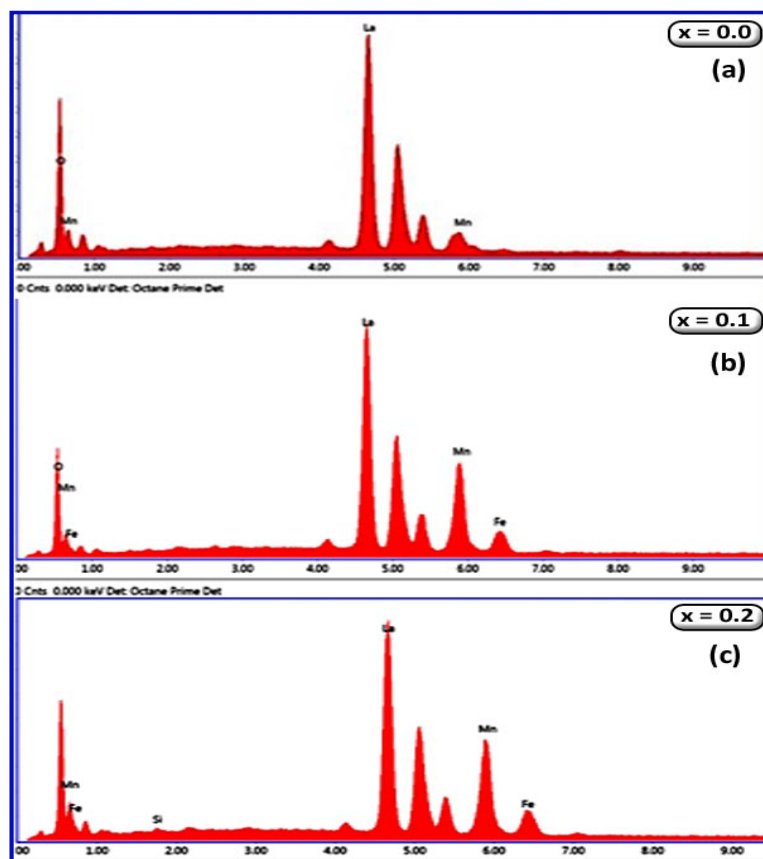 La
x = 0.0
(a)
O
Mn
Mn
.00 1.00 2.00 3.00 4.00 5.00 6.00 7.00 8.00 9.00
0 Cnts 0.000 keV Det: Octane Prime Det
La
x = 0.1
(b)
Mn
O
Mn
Fe
Fe
.00 1.00 2.00 3.00 4.00 5.00 6.00 7.00 8.00 9.00
Cnts 0.000 keV Det: Octane Prime Det
La
x = 0.2
(c)
Mn
Mn
Fe
Fe
Si
.00 1.00 2.00 3.00 4.00 5.00 6.00 7.00 8.00 9.00